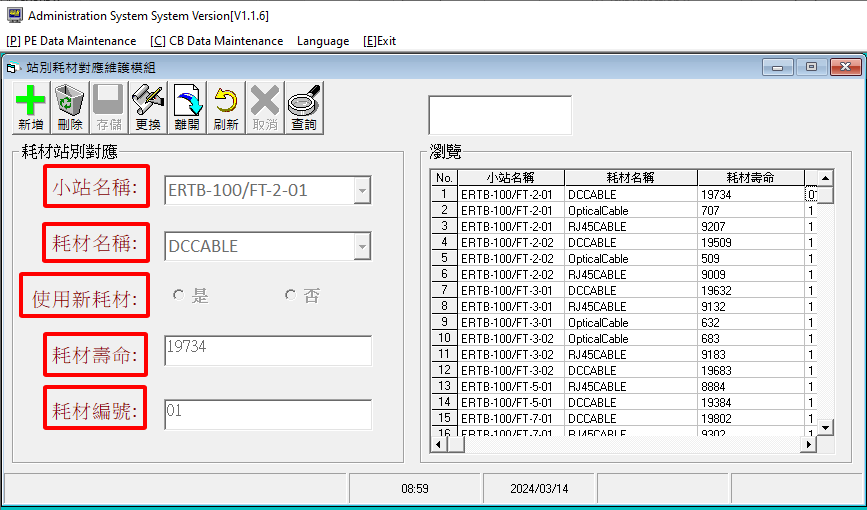 Administration System System Version[V1.1.6]
[P] PE Data Maintenance [C] CB Data Maintenance Language [E]Exit
站別耗材對應維護模組
新增 刪除 存儲 更換 離開 刷新 取消 查詢
耗材站別對應
小站名稱: ERTB-100/FT-2-01
耗材名稱: DCCABLE
使用新耗材: 是 否
耗材壽命: 19734
耗材編號: 01
瀏覽
No. 小站名稱 耗材名稱 耗材壽命
1 ERTB-100/FT-2-01 DCCABLE 19734 01
2 ERTB-100/FT-2-01 OpticalCable 707 1
3 ERTB-100/FT-2-01 RJ45CABLE 9207 1
4 ERTB-100/FT-2-02 DCCABLE 19509 1
5 ERTB-100/FT-2-02 OpticalCable 509 1
6 ERTB-100/FT-2-02 RJ45CABLE 9009 1
7 ERTB-100/FT-3-01 DCCABLE 19632 1
8 ERTB-100/FT-3-01 RJ45CABLE 9132 1
9 ERTB-100/FT-3-01 OpticalCable 632 1
10 ERTB-100/FT-3-02 OpticalCable 683 1
11 ERTB-100/FT-3-02 RJ45CABLE 9183 1
12 ERTB-100/FT-3-02 DCCABLE 19683 1
13 ERTB-100/FT-5-01 RJ45CABLE 8884 1
14 ERTB-100/FT-5-01 DCCABLE 19384 1
15 ERTB-100/FT-7-01 DCCABLE 19802 1
16 ERTB-100/FT-7-01 RJ45CABLE 9302 1
08:59 2024/03/14